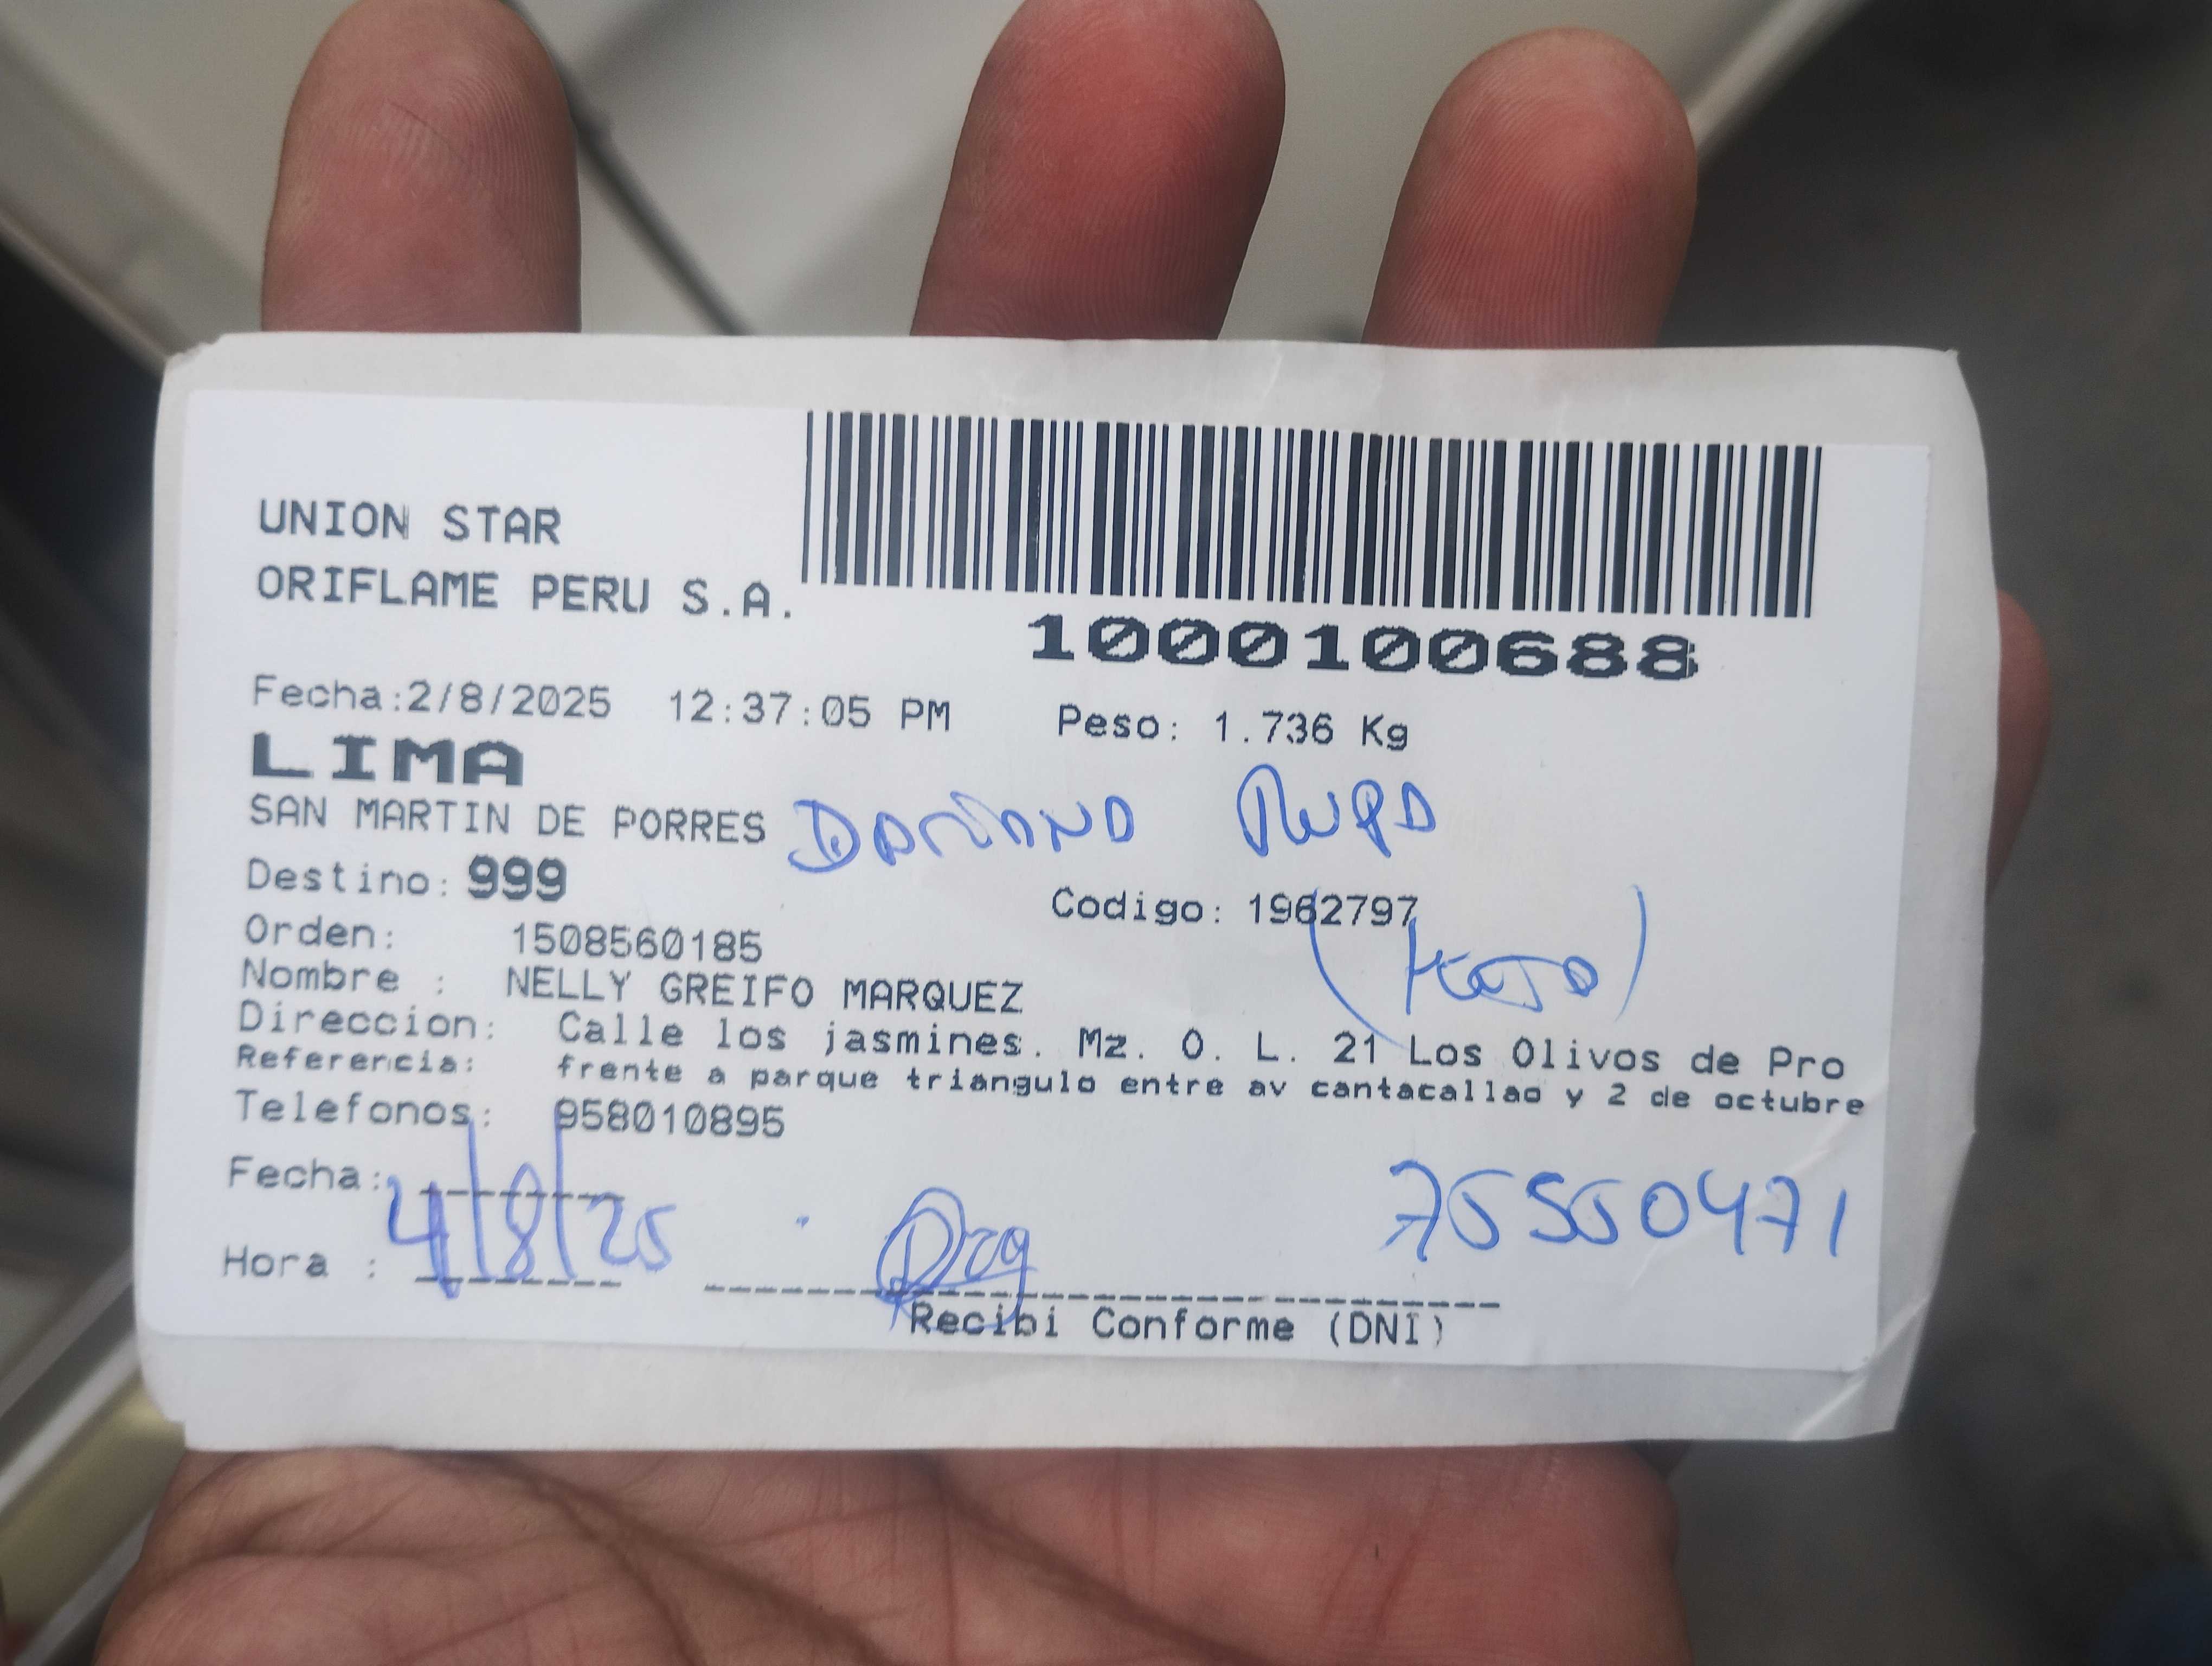 UNION STAR
ORIFLAME PERU S.A.
1000100688
Fecha:2/8/2025 12:37:05 PM Peso: 1.736 Kg
LIMA
SAN MARTIN DE PORRES
Destino: 999
Codigo: 1962797
Orden: 1508560185
Nombre : NELLY GREIFO MARQUEZ
Direccion: Calle los jasmines. Mz. O. L. 21 Los Olivos de Pro
Referencia: frente a parque triangulo entre av cantacallao y 2 de octubre
Telefonos: 958010895
Fecha: 4/8/25
75550471
Hora :
Recibi Conforme (DNI)